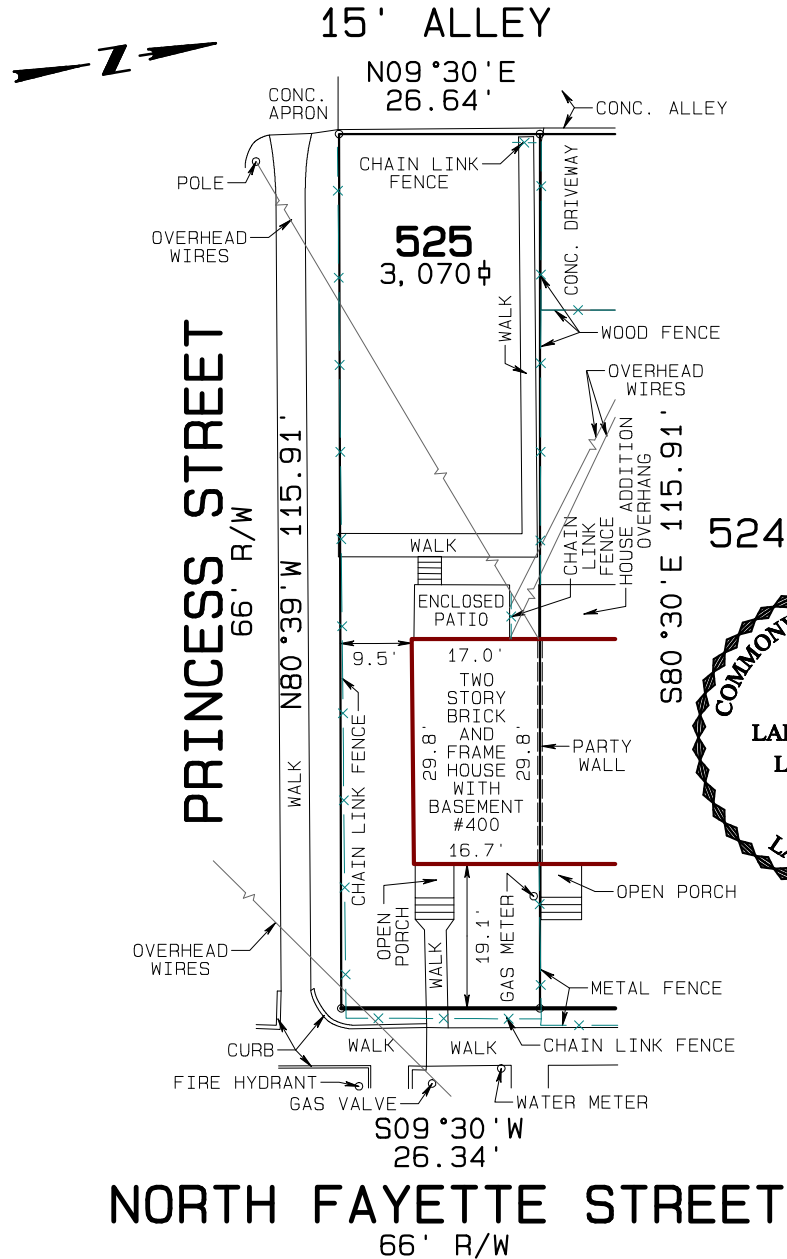 15' ALLEY
N09°30'E
26.64'
Z
CONC.
APRON
CONC. ALLEY
CHAIN LINK
FENCE
POLE
CONC. DRIVEWAY
OVERHEAD
WIRES
525
3,070
WALK
WOOD FENCE
OVERHEAD
WIRES
PRINCESS STREET
66' R/W
N80°39'W 115.91'
S80°30'E 115.91'
HOUSE ADDITION
OVERHANG
CHAIN
LINK
FENCE
524
WALK
ENCLOSED
PATIO
COMMON
LA
L
LA
9.5'
17.0'
TWO
STORY
BRICK
AND
FRAME
HOUSE
WITH
BASEMENT
#400
29.8'
29.8'
16.7'
PARTY
WALL
WALK
CHAIN LINK FENCE
OPEN
PORCH
WALK
19.1'
GAS METER
OPEN PORCH
OVERHEAD
WIRES
METAL FENCE
CURB
WALK
WALK
CHAIN LINK FENCE
FIRE HYDRANT
GAS VALVE
WATER METER
S09°30'W
26.34'
NORTH FAYETTE STREET
66' R/W